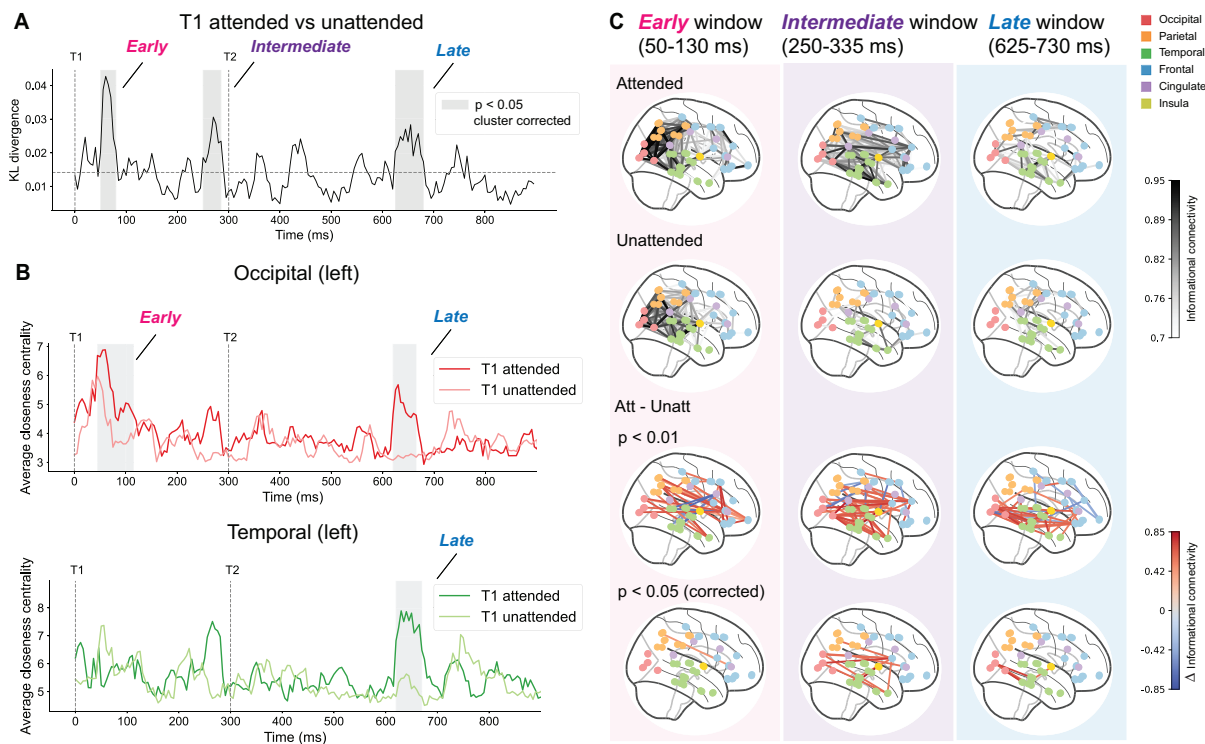 A
T1 attended vs unattended
T1
Early
T2
Intermediate
Late
0.04
0.03
0.02
0.01
KL divergence
p < 0.05
cluster corrected
0 100 200 300 400 500 600 700 800
Time (ms)
B
Occipital (left)
T1
Early
T2
Late
7
6
5
4
3
Average closeness centrality
T1 attended
T1 unattended
0 100 200 300 400 500 600 700 800
Time (ms)
Temporal (left)
T1
T2
Late
8
7
6
5
Average closeness centrality
T1 attended
T1 unattended
0 100 200 300 400 500 600 700 800
Time (ms)
C
Early window
(50-130 ms)
Intermediate window
(250-335 ms)
Late window
(625-730 ms)
Occipital
Parietal
Temporal
Frontal
Cingulate
Insula
Attended
Unattended
Att - Unatt
p < 0.01
p < 0.05 (corrected)
0.95
0.89
0.82
0.76
0.7
Informational connectivity
0.85
0.42
0
-0.42
-0.85
Δ Informational connectivity